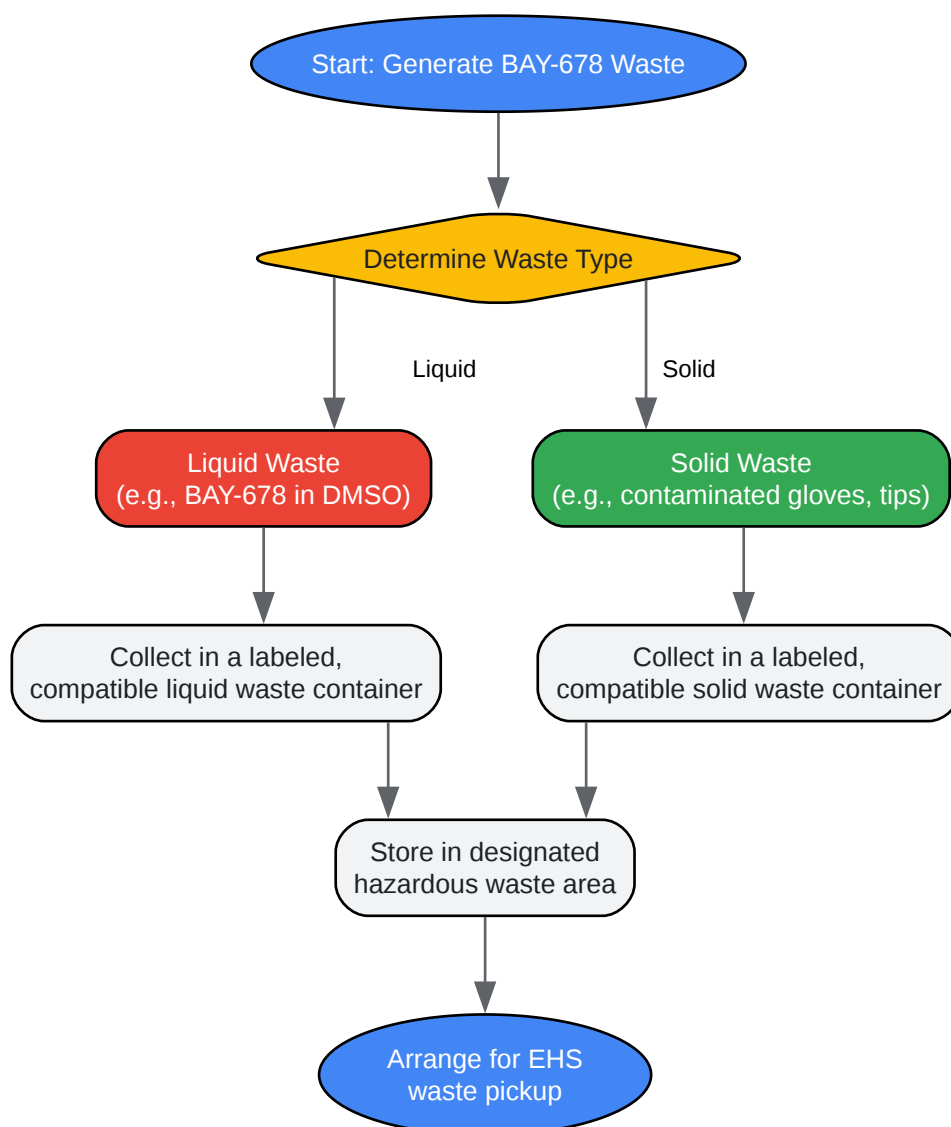 Start: Generate BAY-678 Waste
Determine Waste Type
Liquid
Solid
Liquid Waste
(e.g., BAY-678 in DMSO)
Solid Waste
(e.g., contaminated gloves, tips)
Collect in a labeled,
compatible liquid waste container
Collect in a labeled,
compatible solid waste container
Store in designated
hazardous waste area
Arrange for EHS
waste pickup